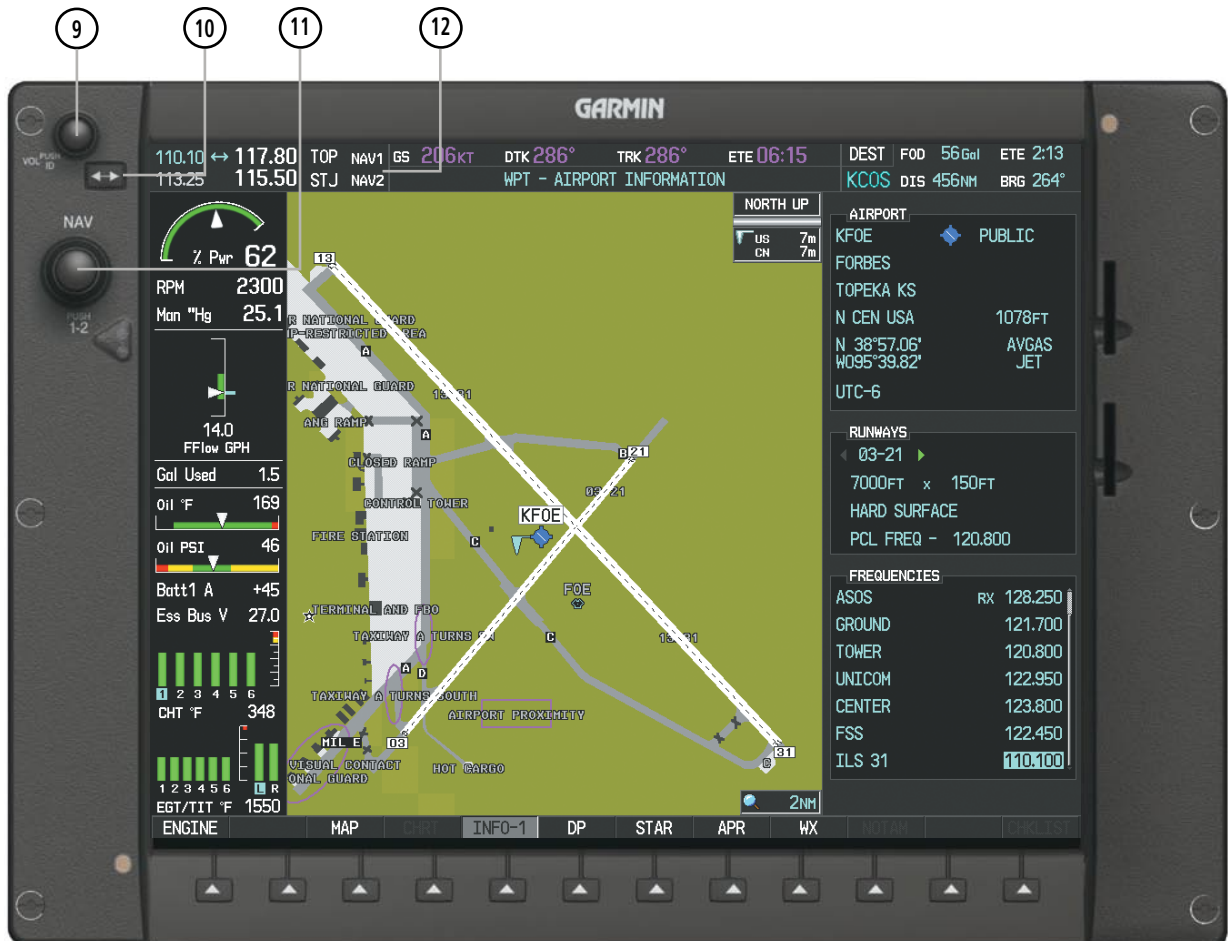 9
10
11
12
GARMIN
VOL PUSH ID
NAV
PUSH 1-2
110.10 ↔ 117.80 TOP NAV1
113.25 115.50 STJ NAV2
GS 206KT DTK 286° TRK 286° ETE 06:15
WPT - AIRPORT INFORMATION
DEST FOD 56Gal ETE 2:13
KCOS DIS 456NM BRG 264°
% Pwr 62
RPM 2300
Man "Hg 25.1
14.0
FFlow GPH
Gal Used 1.5
Oil °F 169
Oil PSI 46
Batt1 A +45
Ess Bus V 27.0
1 2 3 4 5 6
CHT °F 348
1 2 3 4 5 6 L R
EGT/TIT °F 1550
NORTH UP
US 7m
CN 7m
13
R NATIONAL GUARD
MP-RESTRICTED AREA
A
R NATIONAL GUARD
ANG RAMP
A
CLOSED RAMP
B 21
CONTROL TOWER
KFOE
FIRE STATION
C
FOE
TERMINAL AND FBO
TAXIWAY A TURNS
C
A
D
TAXIWAY A TURNS SOUTH
AIRPORT PROXIMITY
MIL E
03
31
VISUAL CONTACT
HOT CARGO
ONAL GUARD
2NM
AIRPORT
KFOE PUBLIC
FORBES
TOPEKA KS
N CEN USA 1078FT
N 38°57.06' AVGAS
W095°39.82' JET
UTC-6
RUNWAYS
03-21
7000FT x 150FT
HARD SURFACE
PCL FREQ - 120.800
FREQUENCIES
ASOS RX 128.250
GROUND 121.700
TOWER 120.800
UNICOM 122.950
CENTER 123.800
FSS 122.450
ILS 31 110.100
ENGINE MAP CHRT INFO-1 DP STAR APR WX NOTAM CHKLIST